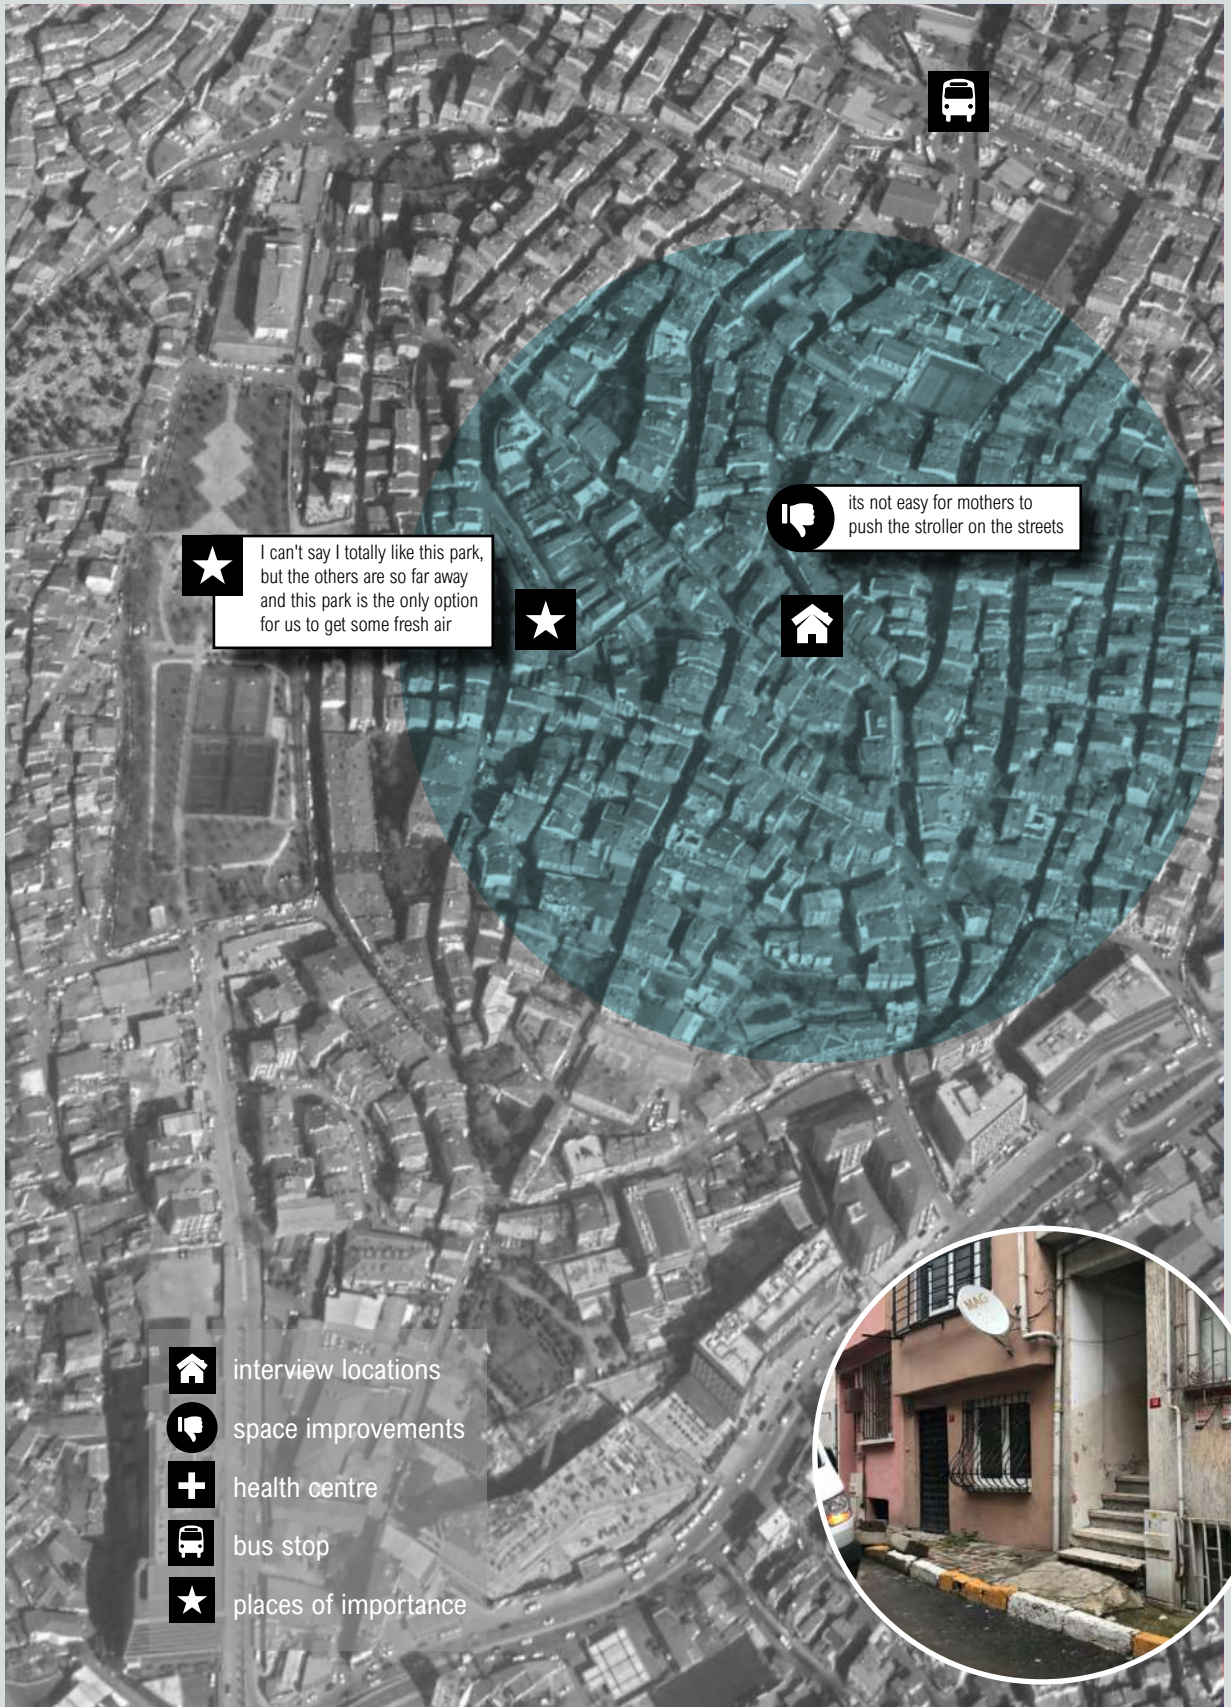 its not easy for mothers to
push the stroller on the streets
I can't say I totally like this park,
but the others are so far away
and this park is the only option
for us to get some fresh air
MAG
interview locations
space improvements
health centre
bus stop
places of importance